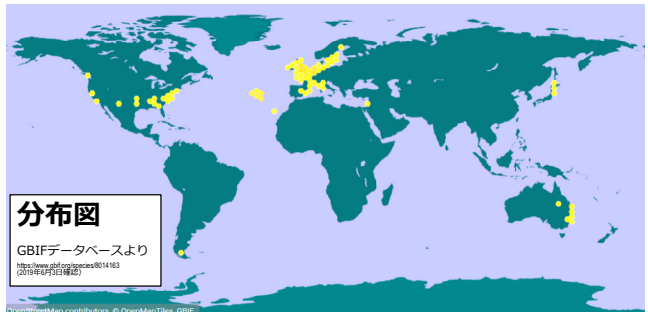 分布図
GBIFデータベースより
https://www.gbif.org/species/8014163
(2019年6月3日確認)
OpenStreetMap contributors, © OpenMapTiles, GBIF